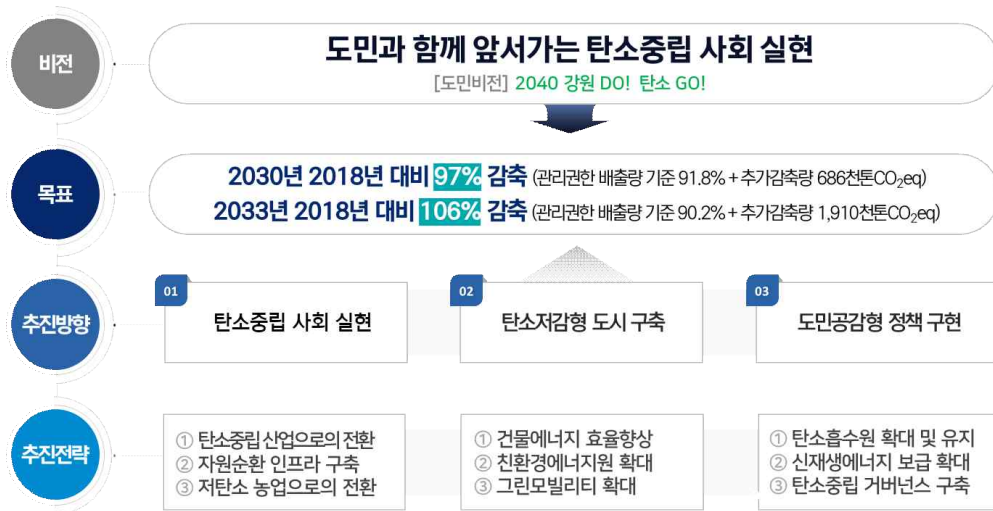 비전
도민과 함께 앞서가는 탄소중립 사회 실현
[도민비전] 2040 강원 DO! 탄소 GO!
목표
2030년 2018년 대비 97% 감축 (관리권한 배출량 기준 91.8% + 추가감축량 686천톤CO₂eq)
2033년 2018년 대비 106% 감축 (관리권한 배출량 기준 90.2% + 추가감축량 1,910천톤CO₂eq)
추진방향
01
탄소중립 사회 실현
02
탄소저감형 도시 구축
03
도민공감형 정책 구현
추진전략
① 탄소중립 산업으로의 전환
② 자원순환 인프라 구축
③ 저탄소 농업으로의 전환
① 건물에너지 효율향상
② 친환경에너지원 확대
③ 그린모빌리티 확대
① 탄소흡수원 확대 및 유지
② 신재생에너지 보급 확대
③ 탄소중립 거버넌스 구축